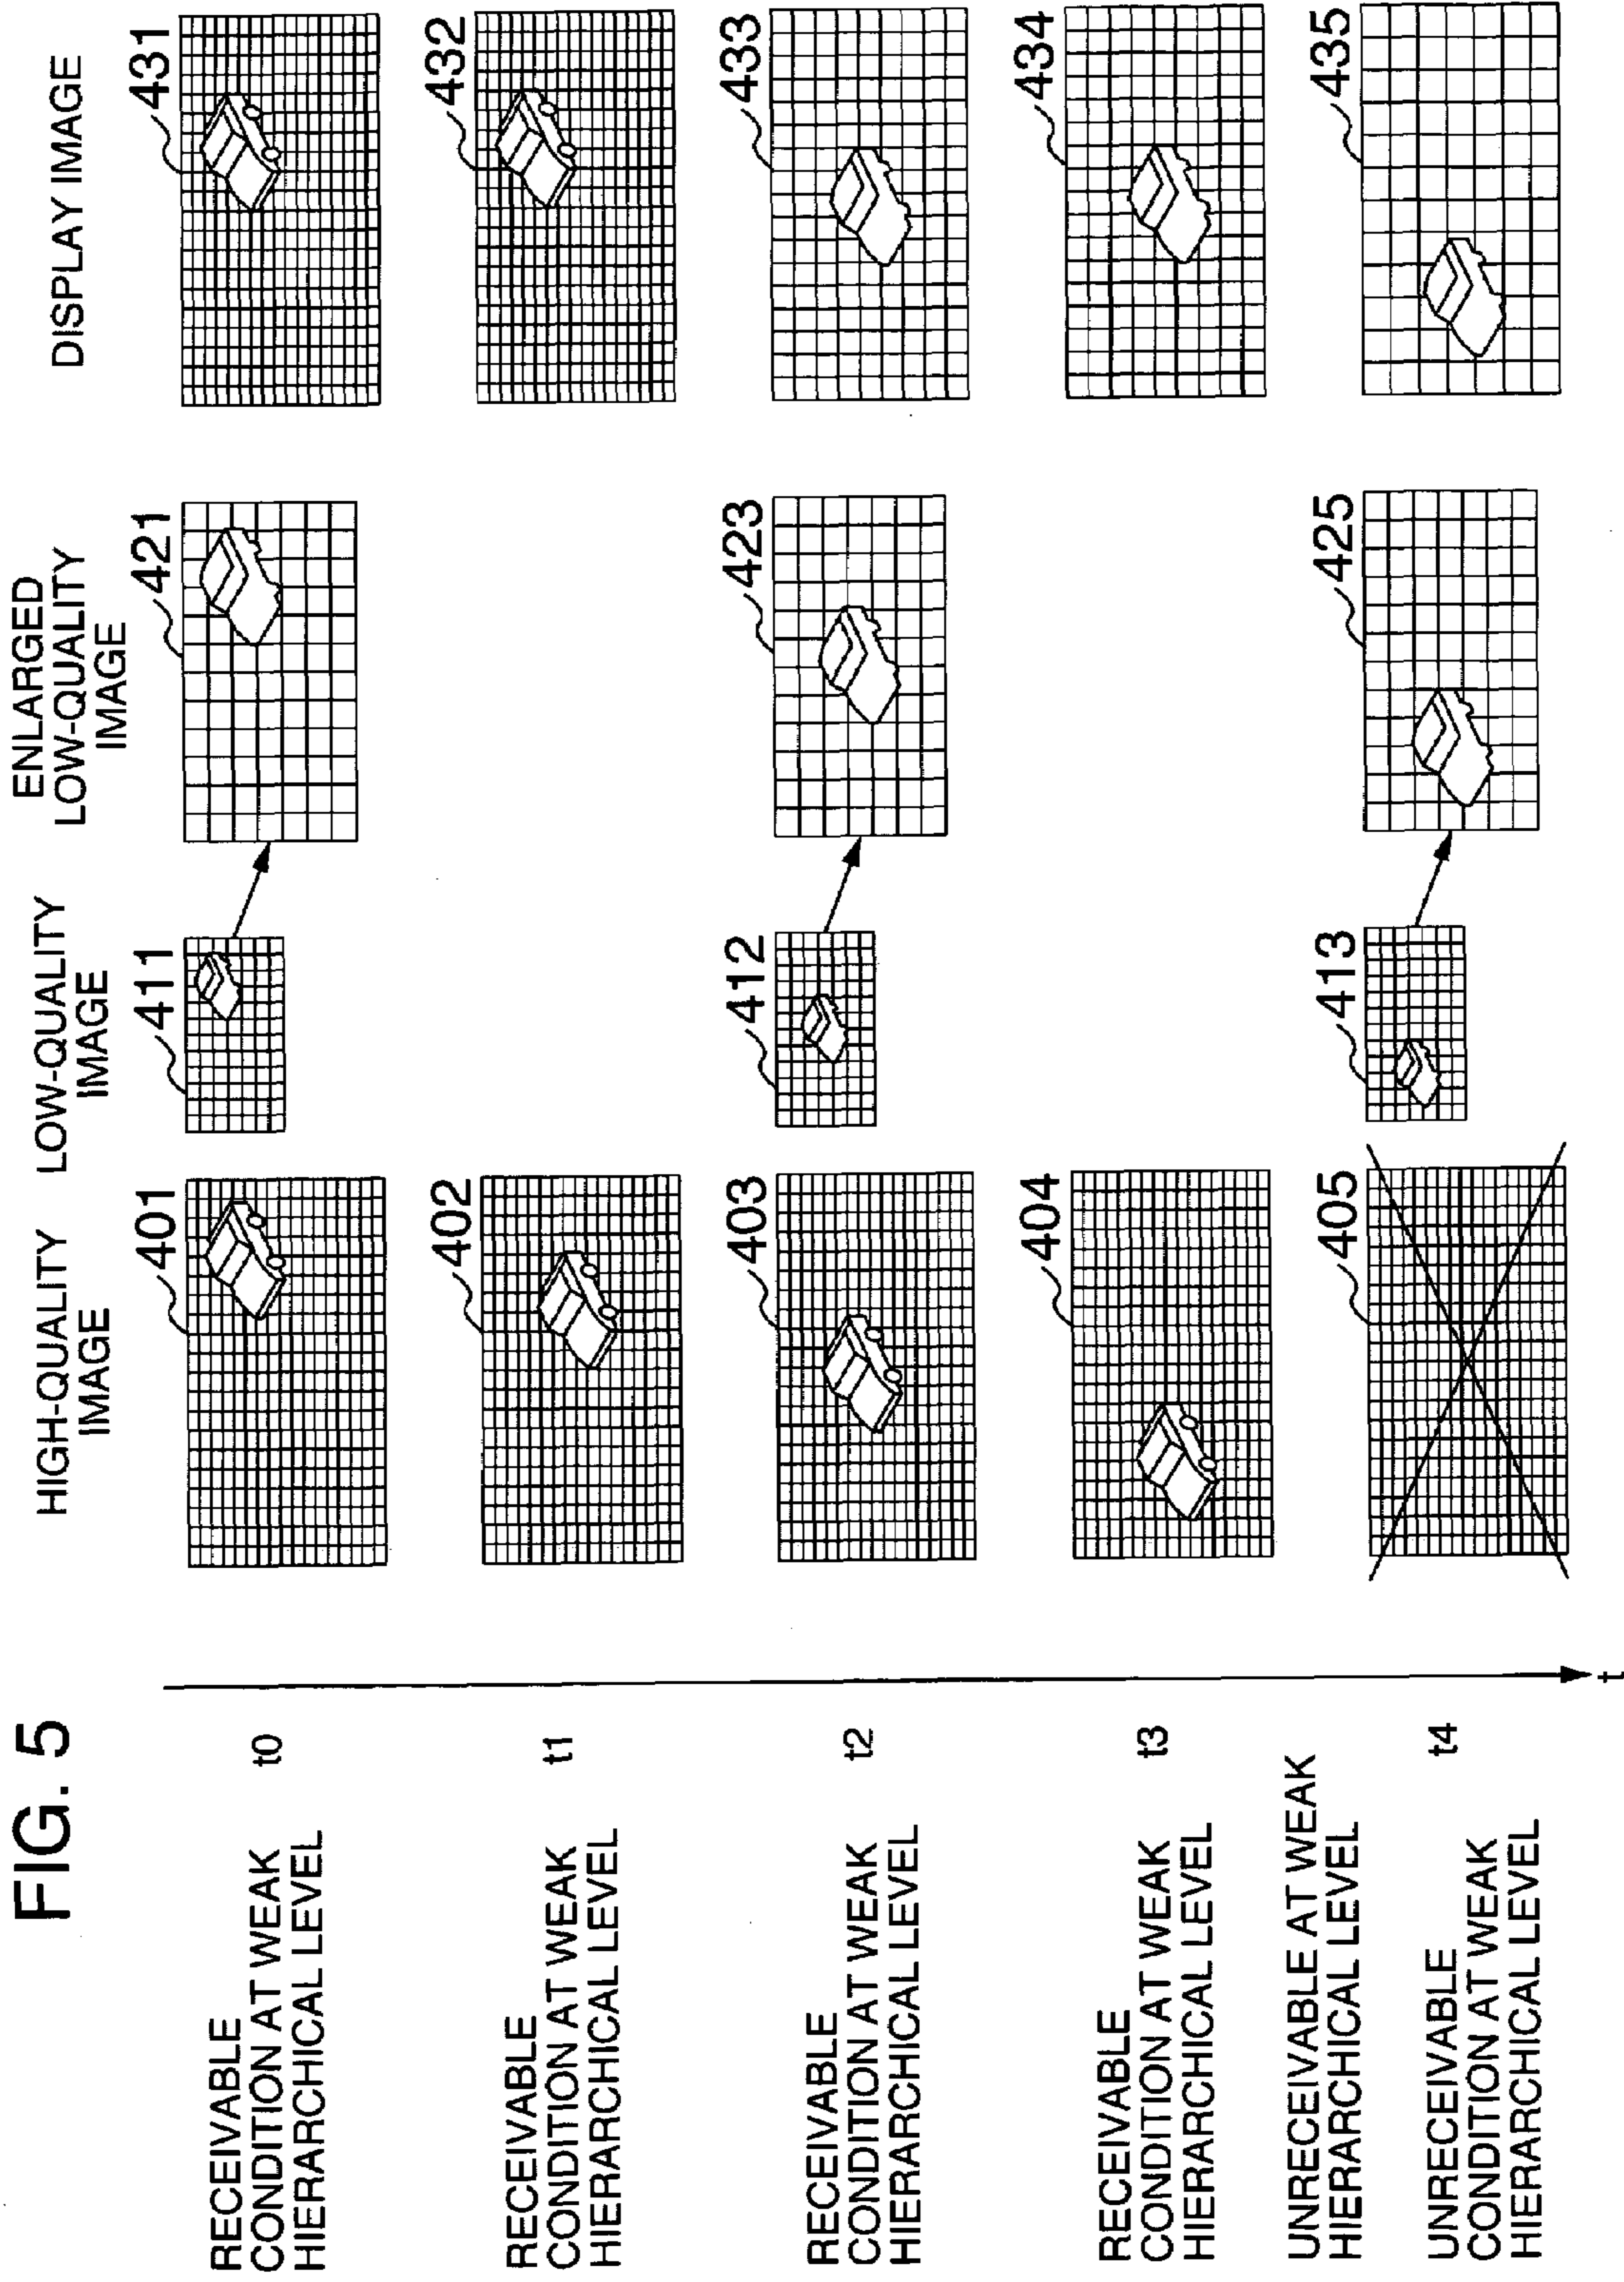 FIG. 5
HIGH-QUALITY
IMAGE
LOW-QUALITY
IMAGE
ENLARGED
LOW-QUALITY
IMAGE
DISPLAY IMAGE
RECEIVABLE
CONDITION AT WEAK
HIERARCHICAL LEVEL
t0
401
411
421
431
RECEIVABLE
CONDITION AT WEAK
HIERARCHICAL LEVEL
t1
402
432
RECEIVABLE
CONDITION AT WEAK
HIERARCHICAL LEVEL
t2
403
412
423
433
RECEIVABLE
CONDITION AT WEAK
HIERARCHICAL LEVEL
t3
404
434
UNRECEIVABLE AT WEAK
HIERARCHICAL LEVEL
UNRECEIVABLE
CONDITION AT WEAK
HIERARCHICAL LEVEL
t4
405
413
425
435
t